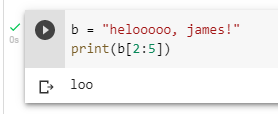 b = "helooooo, james!"
print(b[2:5])
0s
loo